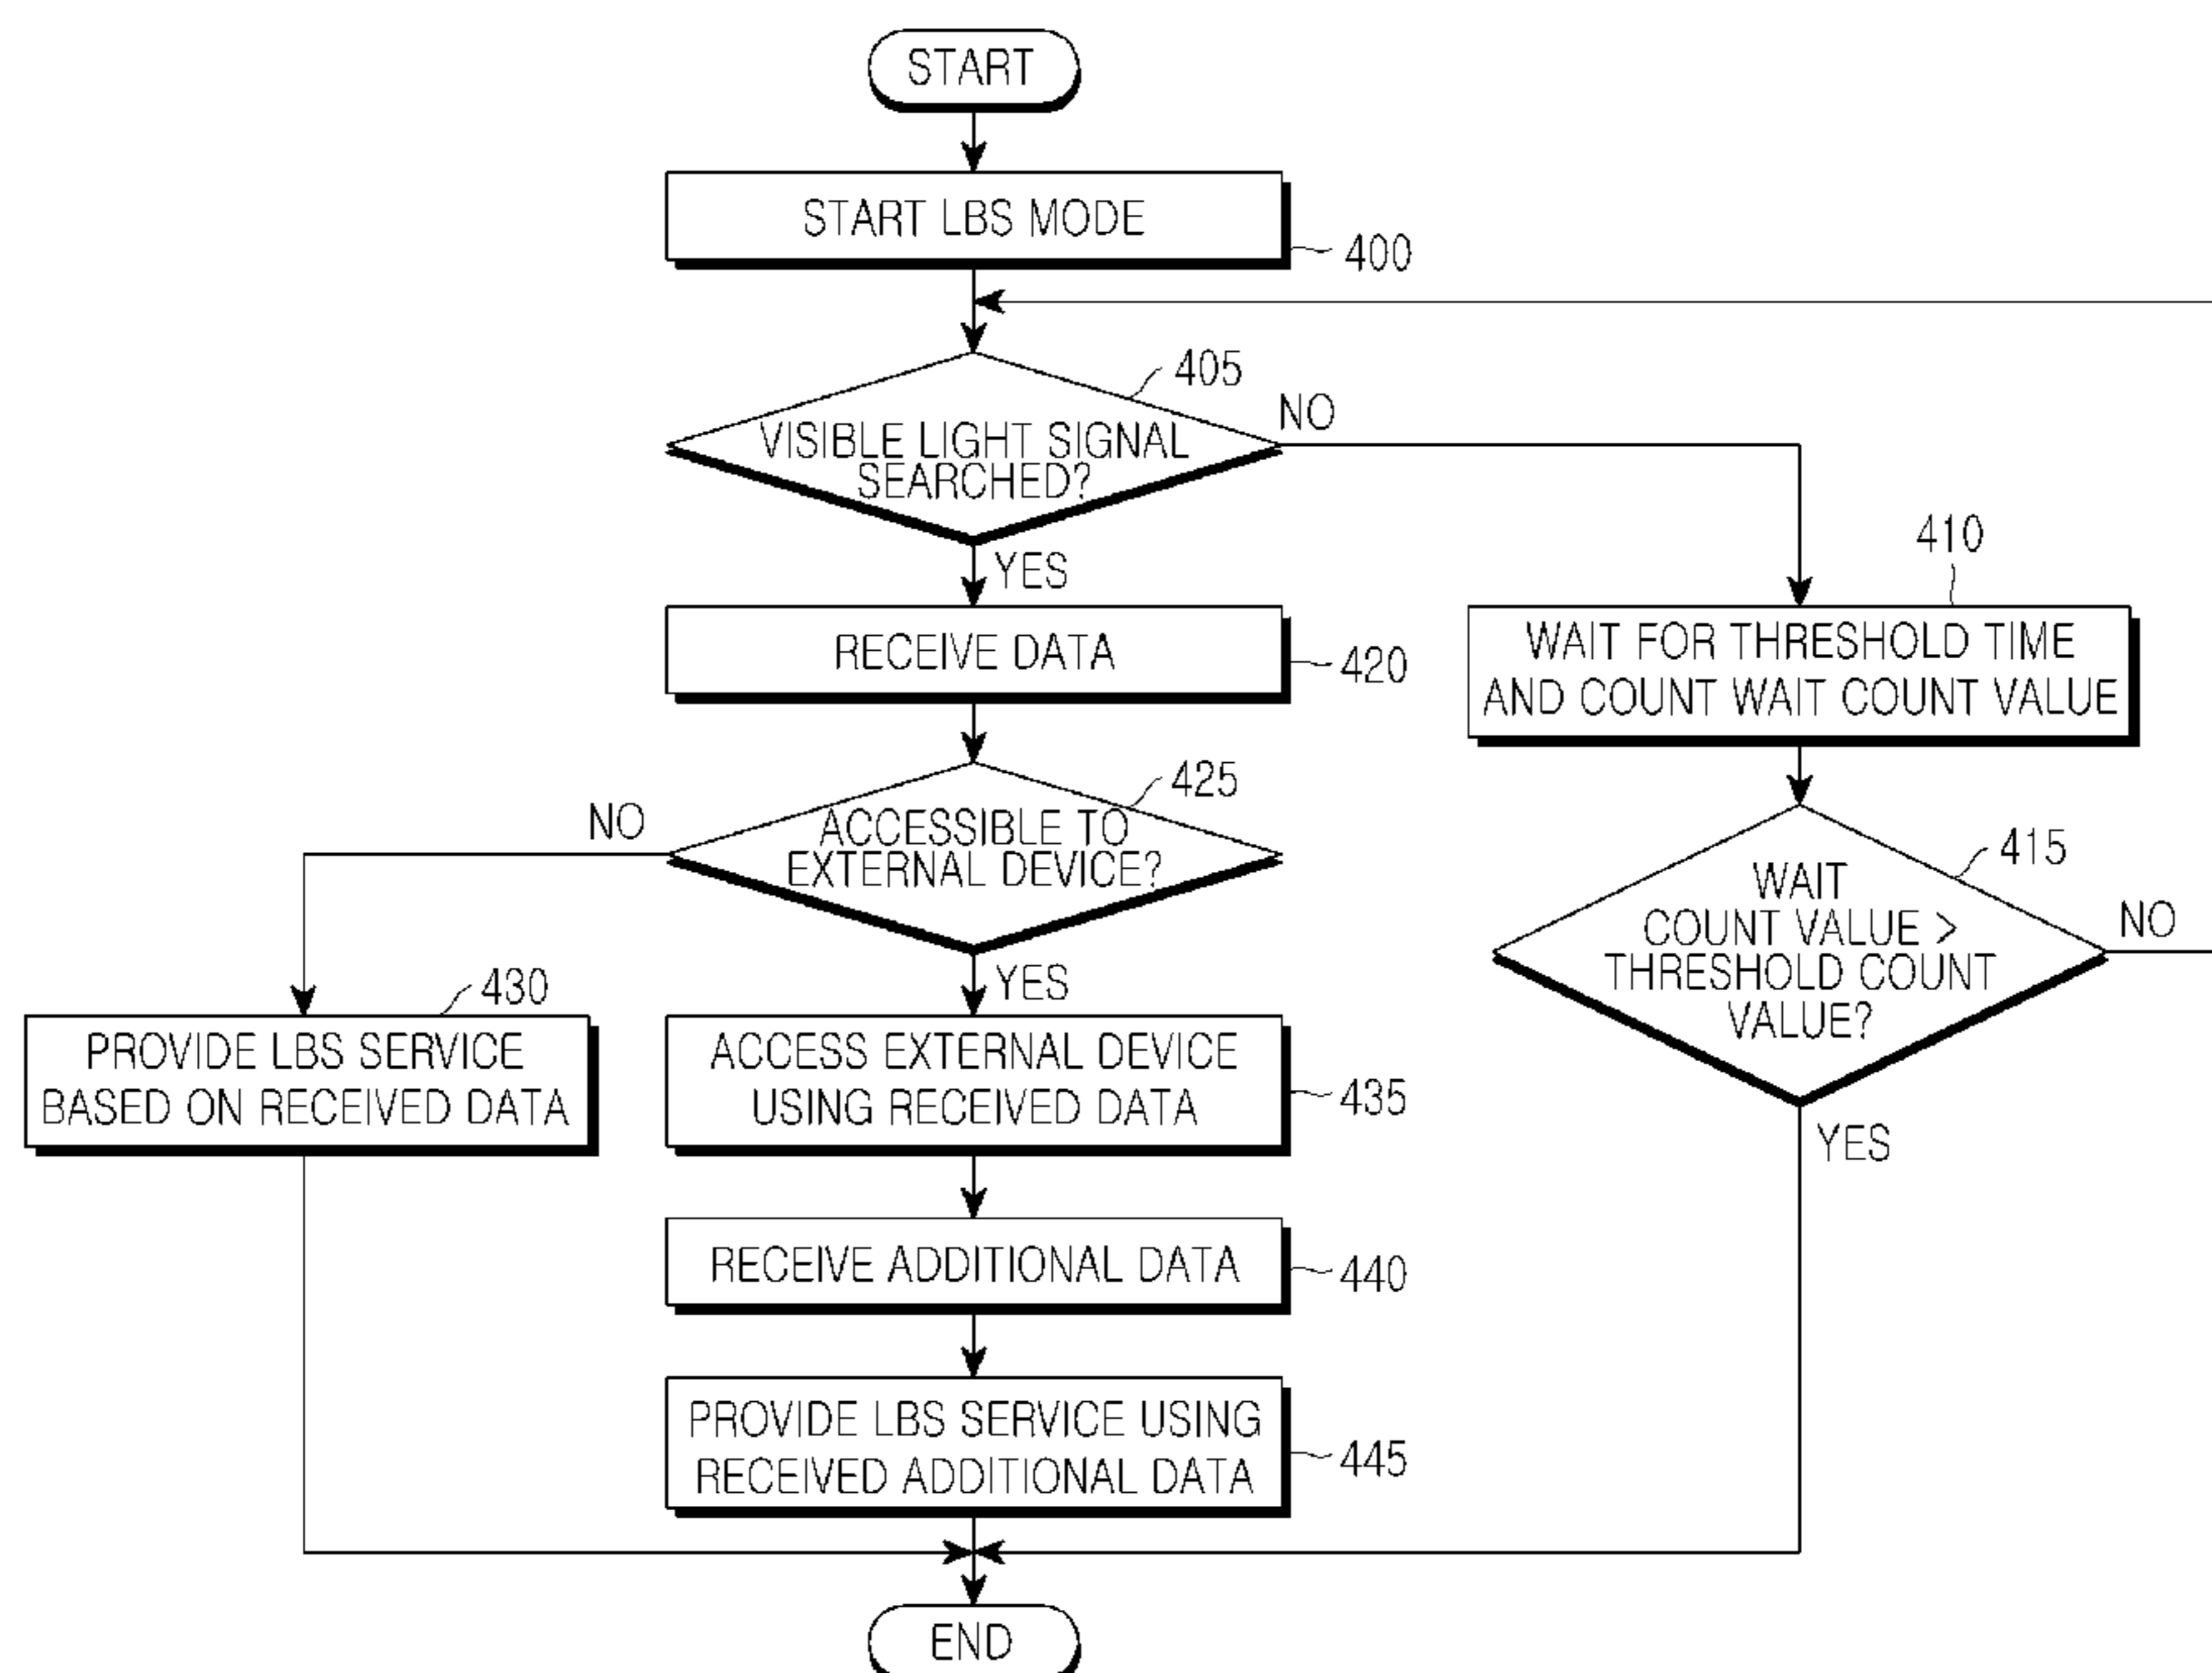 START
START LBS MODE
400
405
VISIBLE LIGHT SIGNAL
SEARCHED?
NO
YES
410
WAIT FOR THRESHOLD TIME
AND COUNT WAIT COUNT VALUE
RECEIVE DATA
420
425
ACCESSIBLE TO
EXTERNAL DEVICE?
NO
YES
415
WAIT
COUNT VALUE >
THRESHOLD COUNT
VALUE?
NO
YES
430
PROVIDE LBS SERVICE
BASED ON RECEIVED DATA
ACCESS EXTERNAL DEVICE
USING RECEIVED DATA
435
RECEIVE ADDITIONAL DATA
440
PROVIDE LBS SERVICE USING
RECEIVED ADDITIONAL DATA
445
END